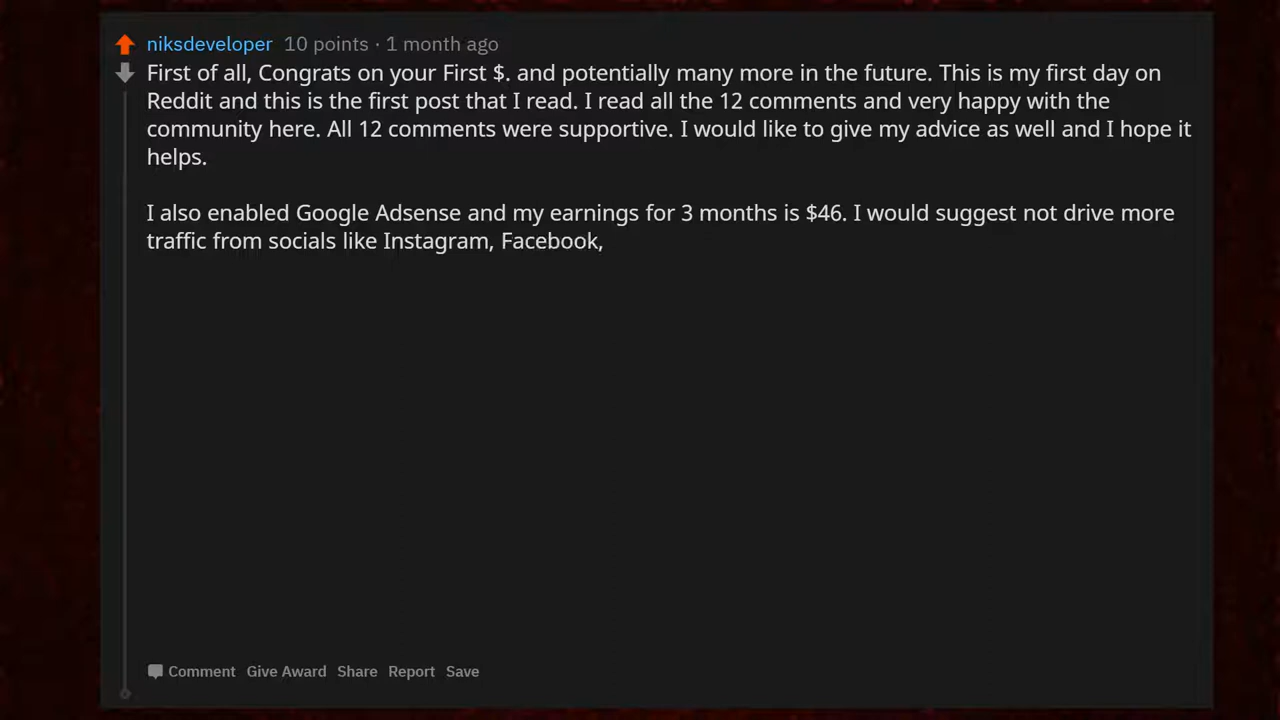 niksdeveloper 10 points · 1 month ago
First of all, Congrats on your First $. and potentially many more in the future. This is my first day on
Reddit and this is the first post that I read. I read all the 12 comments and very happy with the
community here. All 12 comments were supportive. I would like to give my advice as well and I hope it
helps.
I also enabled Google Adsense and my earnings for 3 months is $46. I would suggest not drive more
traffic from socials like Instagram, Facebook,
Comment Give Award Share Report Save